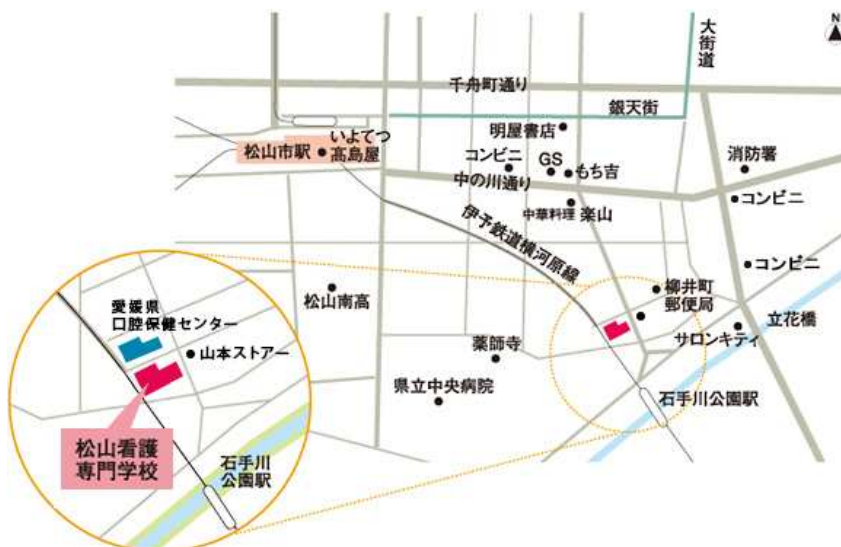 N
大街道
千舟町通り
銀天街
明屋書店
いよてつ
髙島屋
松山市駅
コンビニ
GS
もち吉
消防署
中の川通り
コンビニ
中華料理 楽山
伊予鉄道横河原線
コンビニ
柳井町
郵便局
松山南高
立花橋
サロンキティ
薬師寺
県立中央病院
石手川公園駅
愛媛県
口腔保健センター
山本ストアー
松山看護
専門学校
石手川
公園駅